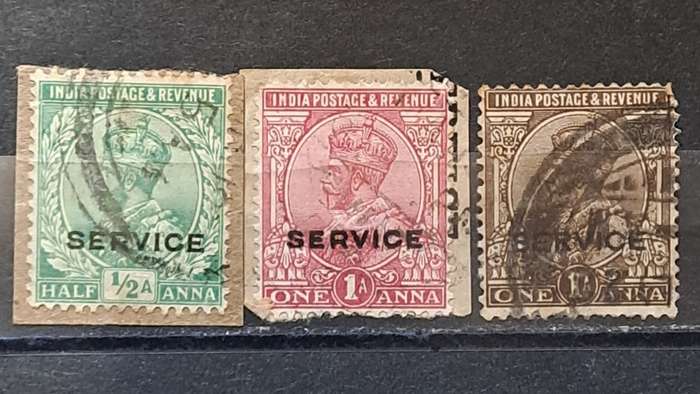 INDIA POSTAGE & REVENUE
SERVICE
HALF 1/2A ANNA
INDIA POSTAGE & REVENUE
SERVICE
ONE 1A ANNA
INDIA POSTAGE & REVENUE
SERVICE
ONE 1A ANNA